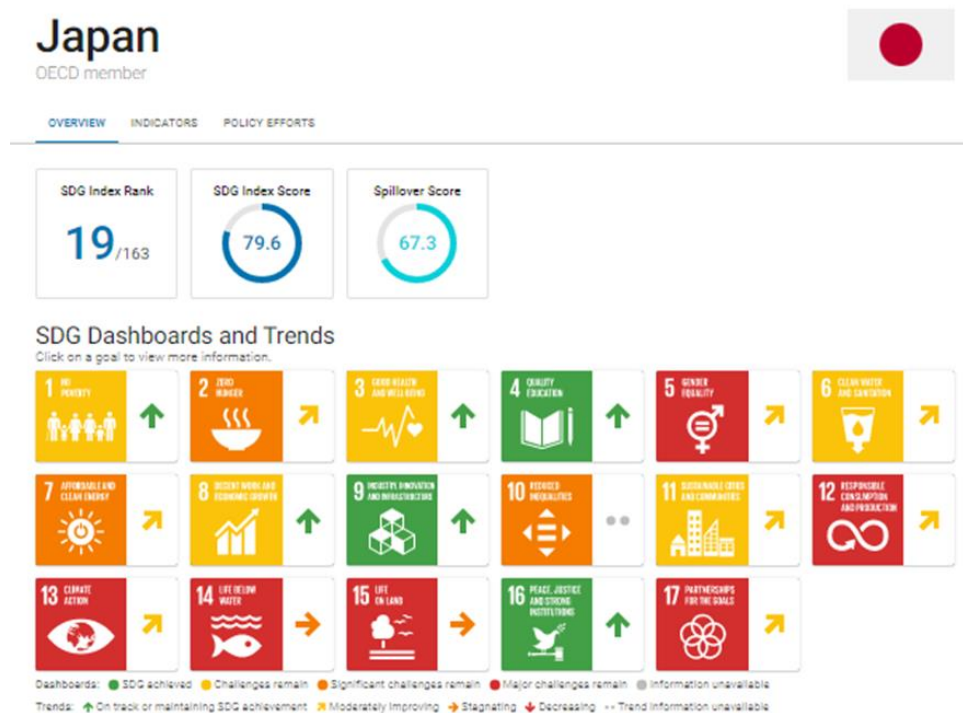 Japan
OECD member
OVERVIEW INDICATORS POLICY EFFORTS
SDG Index Rank
19/163
SDG Index Score
79.6
Spillover Score
67.3
SDG Dashboards and Trends
Click on a goal to view more information.
1 NO
POVERTY
2 ZERO
HUNGER
3 GOOD HEALTH
AND WELL-BEING
4 QUALITY
EDUCATION
5 GENDER
EQUALITY
6 CLEAN WATER
AND SANITATION
7 AFFORDABLE AND
CLEAN ENERGY
8 DECENT WORK AND
ECONOMIC GROWTH
9 INDUSTRY, INNOVATION
AND INFRASTRUCTURE
10 REDUCED
INEQUALITIES
11 SUSTAINABLE CITIES
AND COMMUNITIES
12 RESPONSIBLE
CONSUMPTION
AND PRODUCTION
13 CLIMATE
ACTION
14 LIFE BELOW
WATER
15 LIFE
ON LAND
16 PEACE, JUSTICE
AND STRONG
INSTITUTIONS
17 PARTNERSHIPS
FOR THE GOALS
Dashboards: SDG achieved Challenges remain Significant challenges remain Major challenges remain Information unavailable
Trends: On track or maintaining SDG achievement Moderately Improving Stagnating Decreasing Trend Information unavailable